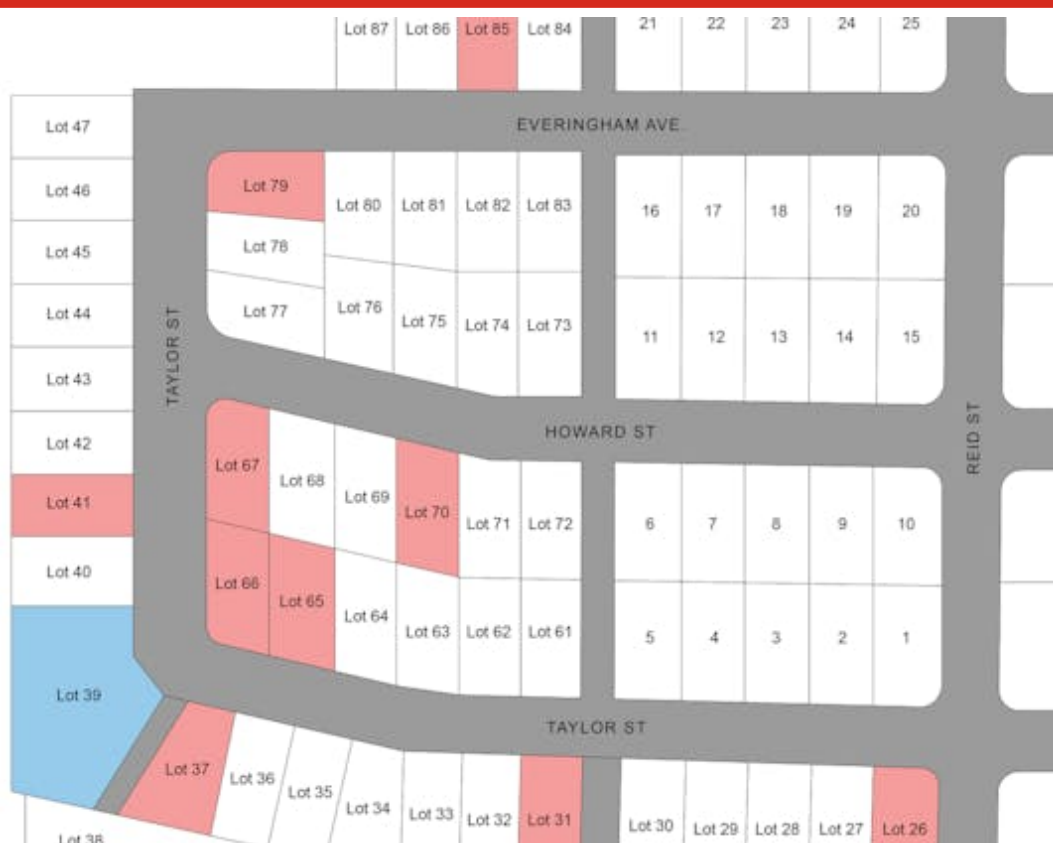 Lot 87 Lot 86 Lot 85 Lot 84 21 22 23 24 25
Lot 47
EVERINGHAM AVE.
Lot 46
Lot 79
Lot 80 Lot 81 Lot 82 Lot 83 16 17 18 19 20
Lot 45
Lot 78
Lot 44
Lot 77
Lot 76 Lot 75 Lot 74 Lot 73 11 12 13 14 15
TAYLOR ST
Lot 43
Lot 42
HOWARD ST
REID ST
Lot 41
Lot 67 Lot 68 Lot 69 Lot 70 Lot 71 Lot 72 6 7 8 9 10
Lot 40
Lot 66 Lot 65 Lot 64 Lot 63 Lot 62 Lot 61 5 4 3 2 1
Lot 39
TAYLOR ST
Lot 37 Lot 36 Lot 35 Lot 34 Lot 33 Lot 32 Lot 31 Lot 30 Lot 29 Lot 28 Lot 27 Lot 26
Lot 38